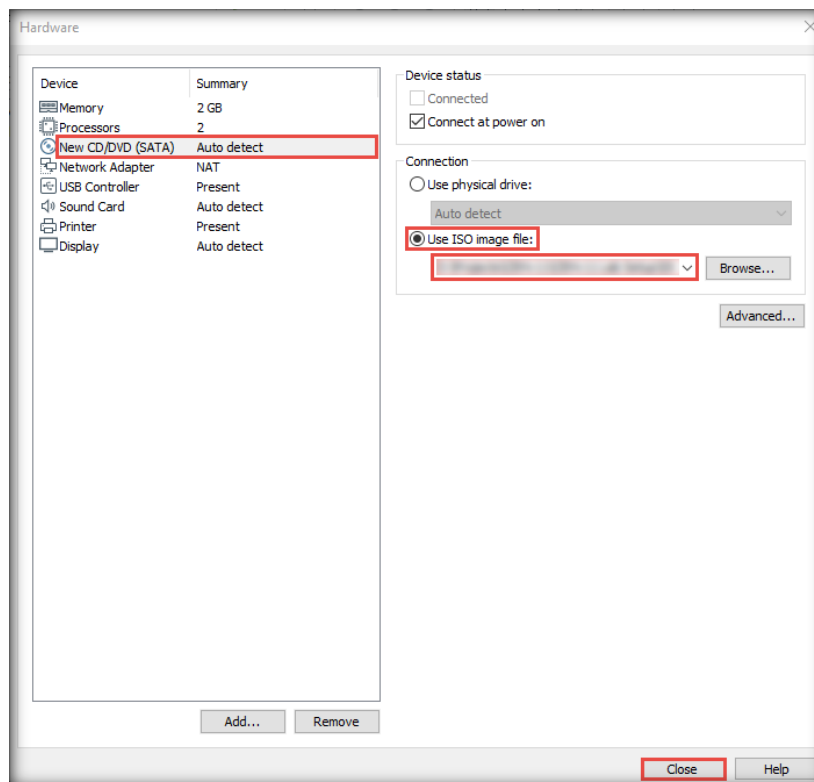 Hardware
Device Summary
Memory 2 GB
Processors 2
New CD/DVD (SATA) Auto detect
Network Adapter NAT
USB Controller Present
Sound Card Auto detect
Printer Present
Display Auto detect
Add... Remove
Device status
Connected
Connect at power on
Connection
Use physical drive:
Auto detect
Use ISO image file:
Browse...
Advanced...
Close Help